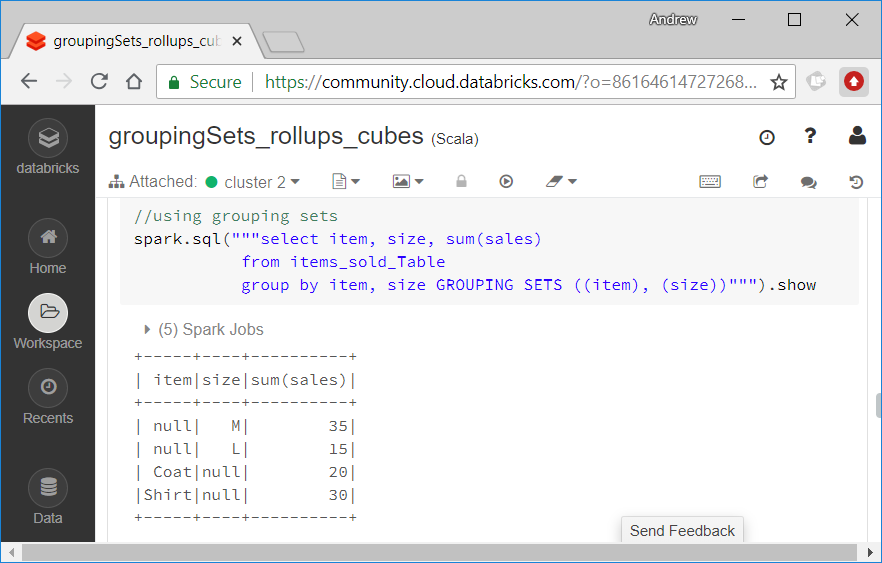 Andrew
groupingSets_rollups_cub
Secure https://community.cloud.databricks.com/?o=86164614727268...
groupingSets_rollups_cubes (Scala)
databricks
Attached: cluster 2
Home
Workspace
Recents
Data
//using grouping sets
spark.sql("""select item, size, sum(sales)
from items_sold_Table
group by item, size GROUPING SETS ((item), (size))""").show
(5) Spark Jobs
+-----+----+----------+
| item|size|sum(sales)|
+-----+----+----------+
| null|   M|        35|
| null|   L|        15|
| Coat|null|        20|
|Shirt|null|        30|
+-----+----+----------+
Send Feedback